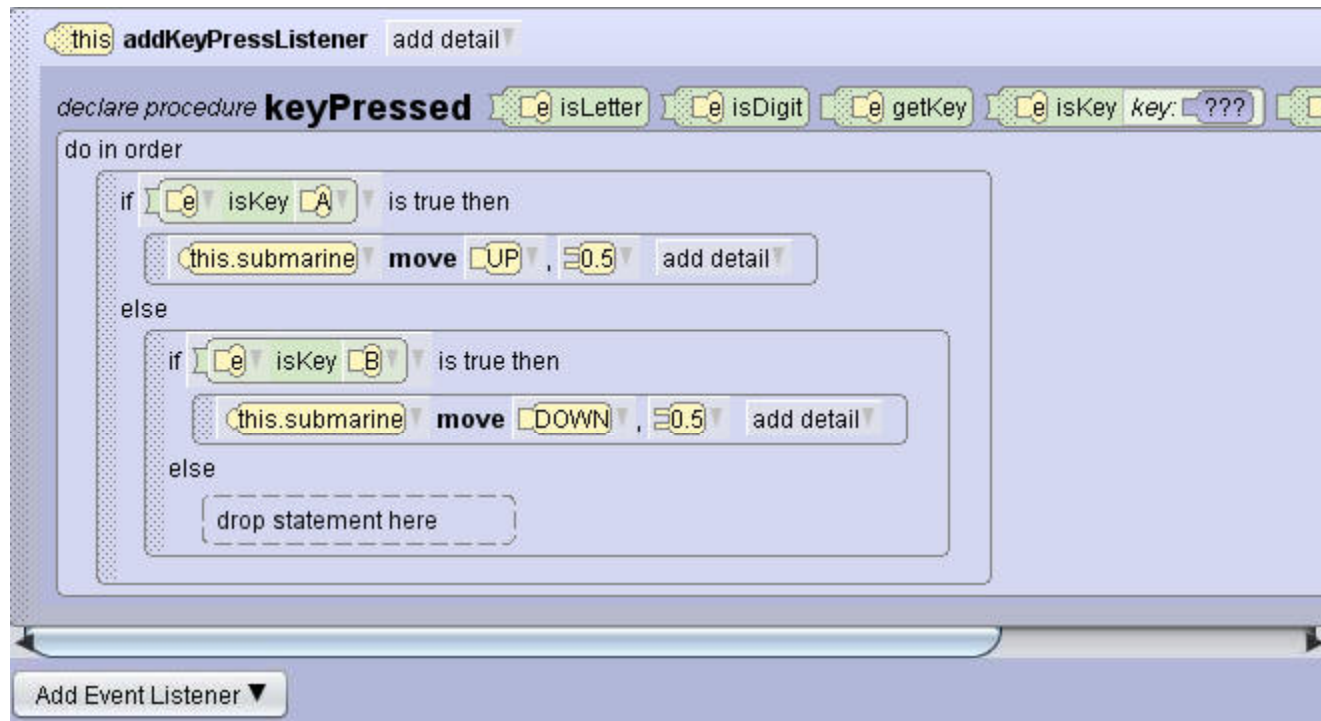 this addKeyPressListener add detail
declare procedure keyPressed e isLetter e isDigit e getKey e isKey key: ???
do in order
if e isKey A is true then
this.submarine move UP , 0.5 add detail
else
if e isKey B is true then
this.submarine move DOWN , 0.5 add detail
else
drop statement here
Add Event Listener